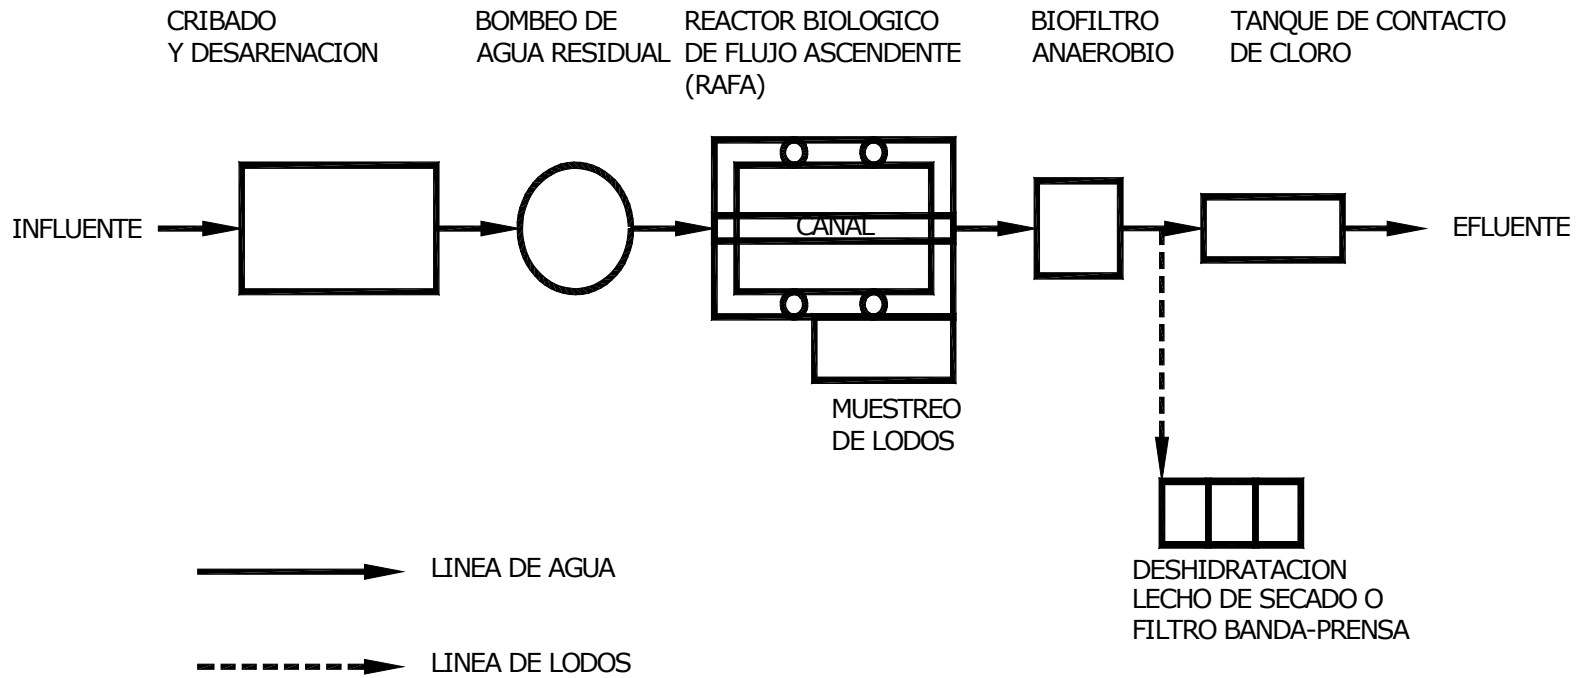 CRIBADO
Y DESARENACION
BOMBEO DE
AGUA RESIDUAL
REACTOR BIOLOGICO
DE FLUJO ASCENDENTE
(RAFA)
BIOFILTRO
ANAEROBIO
TANQUE DE CONTACTO
DE CLORO
INFLUENTE
CANAL
EFLUENTE
MUESTREO
DE LODOS
DESHIDRATACION
LECHO DE SECADO O
FILTRO BANDA-PRENSA
LINEA DE AGUA
LINEA DE LODOS